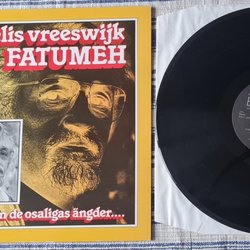 lis vreeswijk
FATUMEH
n de osaligas ängder....